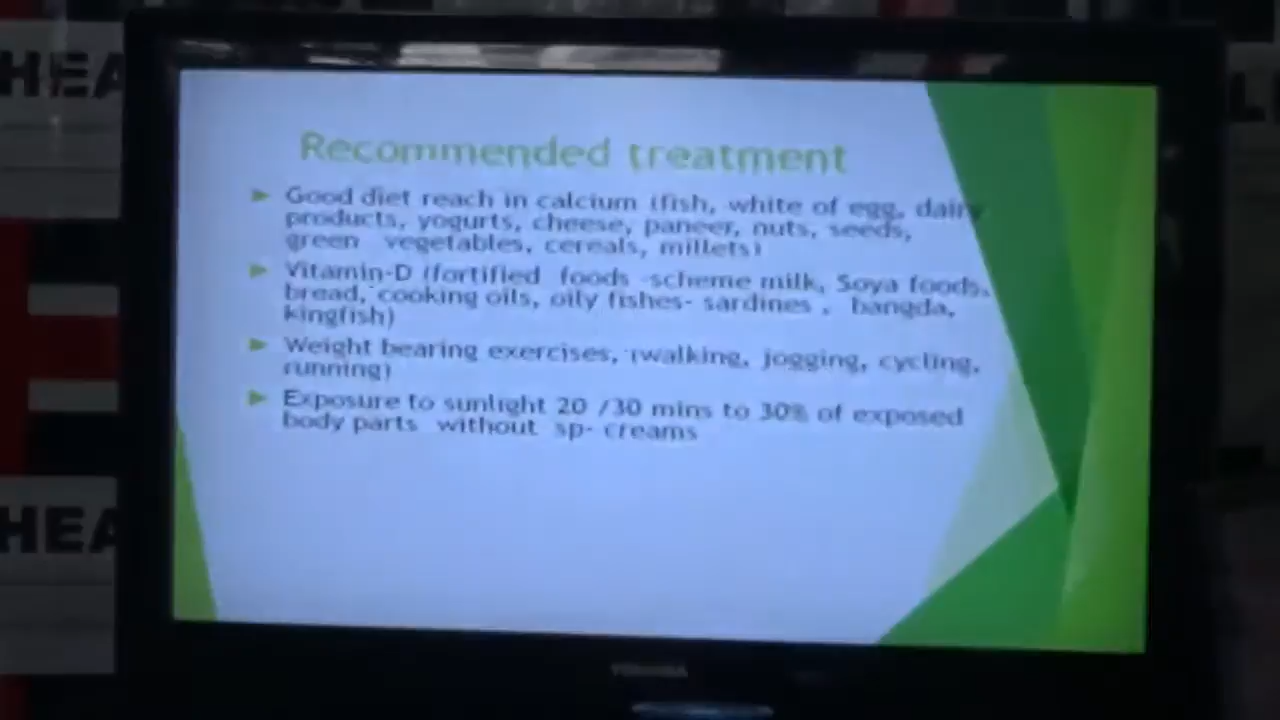 HEA
Recommended treatment
Good diet reach in calcium (fish, white of egg, dairy
products, yogurts, cheese, paneer, nuts, seeds,
green vegetables, cereals, millets)
Vitamin-D (fortified foods -scheme milk, Soya foods,
bread, cooking oils, oily fishes- sardines , bangda,
kingfish)
Weight bearing exercises, (walking, jogging, cycling,
running)
Exposure to sunlight 20 /30 mins to 30% of exposed
body parts without sp- creams
HEA
TOSHIBA